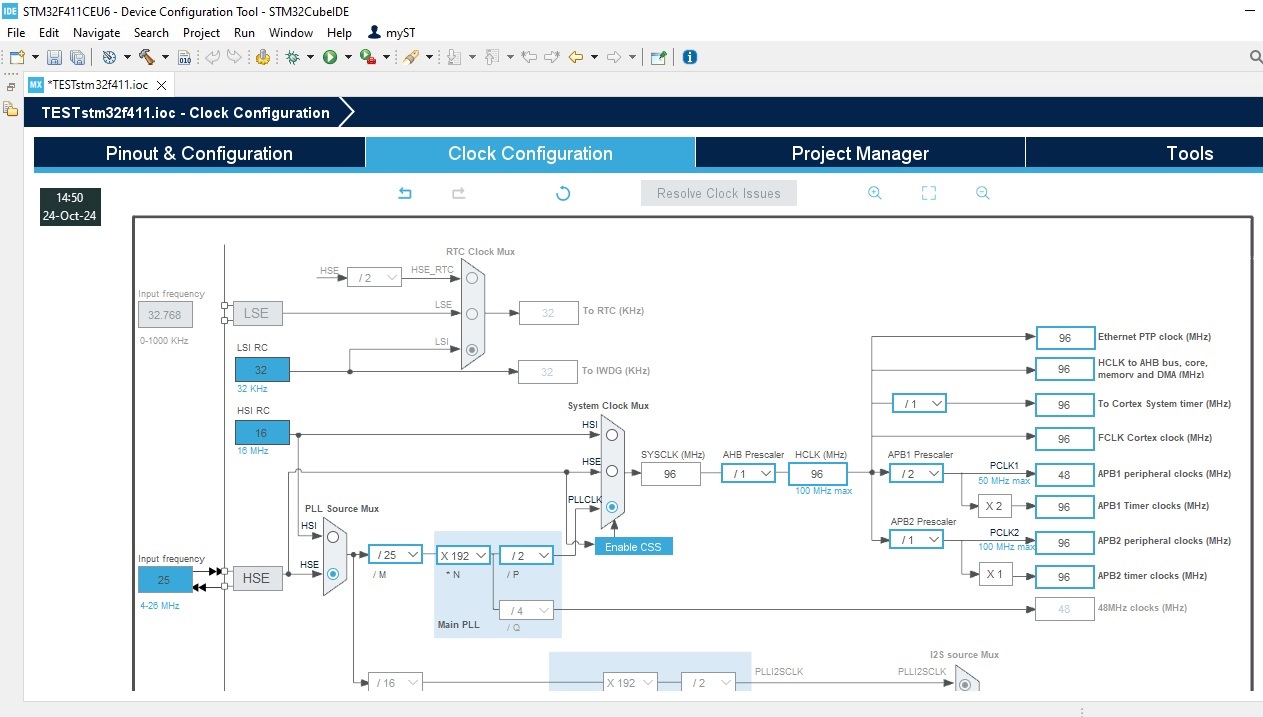 IDE STM32F411CEU6 - Device Configuration Tool - STM32CubeIDE
File Edit Navigate Search Project Run Window Help myST
MX *TESTstm32f411.ioc
TESTstm32f411.ioc - Clock Configuration
Pinout & Configuration Clock Configuration Project Manager Tools
14:50
24-Oct-24
Resolve Clock Issues
RTC Clock Mux
HSE / 2 HSE_RTC
Input frequency
32.768
0-1000 KHz
LSE
LSE
32 To RTC (KHz)
LSI RC
LSI
32
32 KHz
32 To IWDG (KHz)
HSI RC
16
16 MHz
System Clock Mux
HSI
HSE
PLLCLK
Enable CSS
SYSCLK (MHz)
96
AHB Prescaler
/ 1
HCLK (MHz)
96
100 MHz max
96 Ethernet PTP clock (MHz)
96 HCLK to AHB bus, core,
memory and DMA (MHz)
/ 1 96 To Cortex System timer (MHz)
96 FCLK Cortex clock (MHz)
APB1 Prescaler
/ 2
PCLK1
50 MHz max
48 APB1 peripheral clocks (MHz)
X 2 96 APB1 Timer clocks (MHz)
APB2 Prescaler
/ 1
PCLK2
100 MHz max
96 APB2 peripheral clocks (MHz)
X 1 96 APB2 timer clocks (MHz)
48 48MHz clocks (MHz)
PLL Source Mux
HSI
HSE
Input frequency
25
4-26 MHz
HSE
/ 25
/ M
X 192
* N
/ 2
/ P
/ 4
/ Q
Main PLL
/ 16 X 192 / 2
PLLI2SCLK
I2S source Mux
PLLI2SCLK